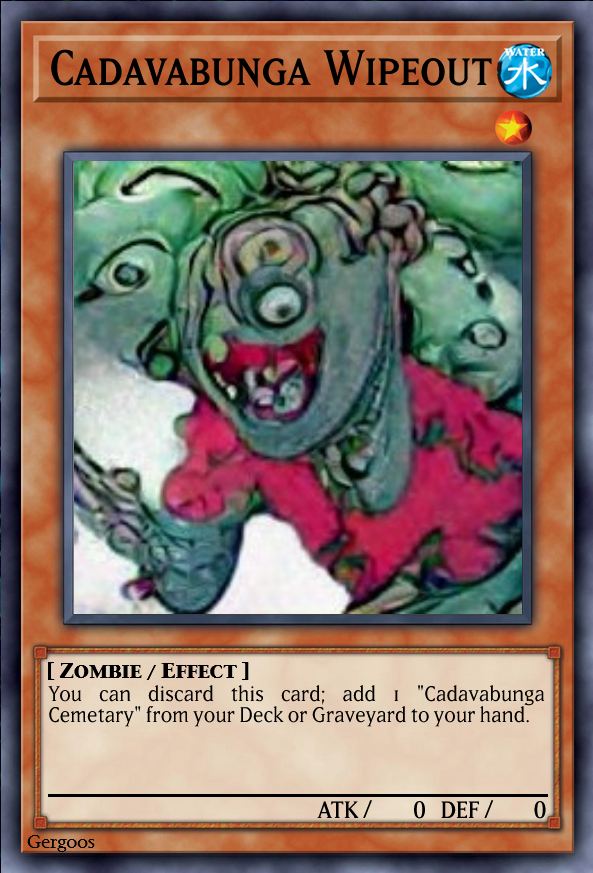 Cadavabunga Wipeout
WATER
水
[ Zombie / Effect ]
You can discard this card; add 1 "Cadavabunga
Cemetary" from your Deck or Graveyard to your hand.
ATK / 0 DEF / 0
Gergoos